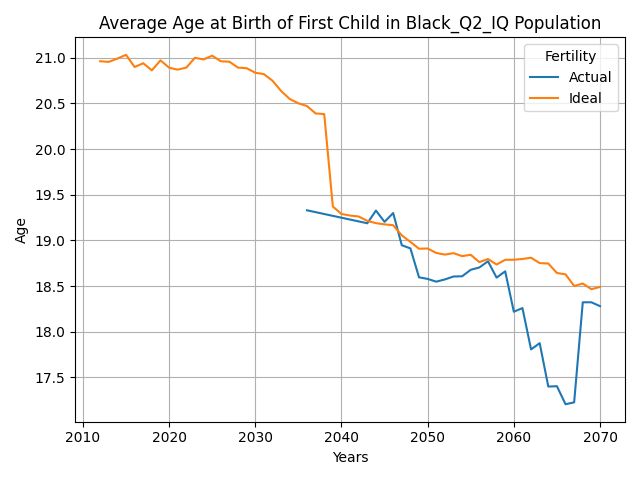 Average Age at Birth of First Child in Black_Q2_IQ Population
Fertility
Actual
Ideal
Age
21.0
20.5
20.0
19.5
19.0
18.5
18.0
17.5
2010 2020 2030 2040 2050 2060 2070
Years